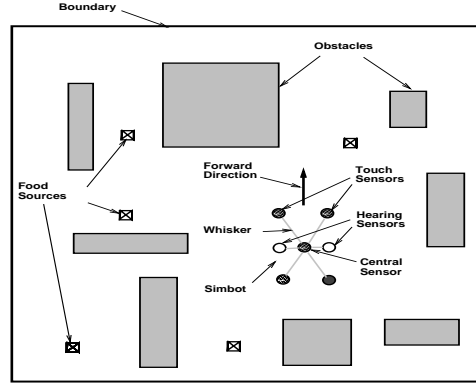 Boundary
Obstacles
Forward
Direction
Touch
Sensors
Food
Sources
Whisker
Hearing
Sensors
Central
Sensor
Simbot